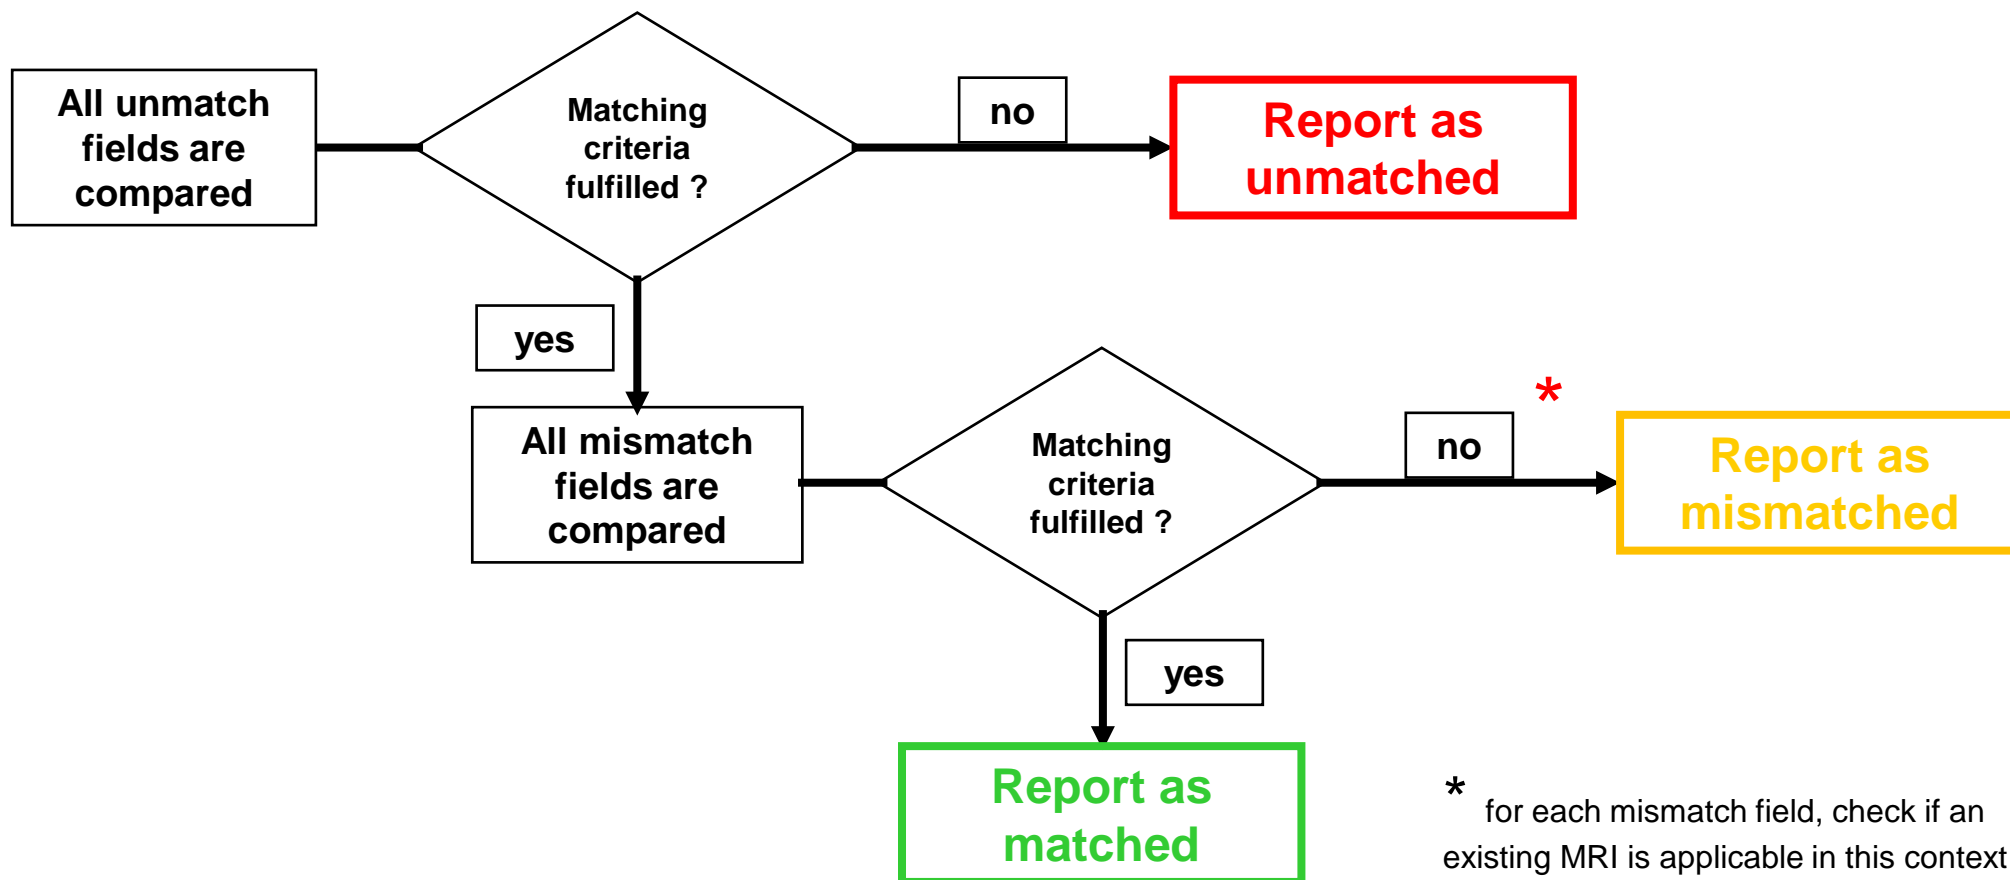 All unmatch
fields are
compared
Matching
criteria
fulfilled ?
no
Report as
unmatched
yes
All mismatch
fields are
compared
Matching
criteria
fulfilled ?
no
*
Report as
mismatched
yes
Report as
matched
* for each mismatch field, check if an
existing MRI is applicable in this context